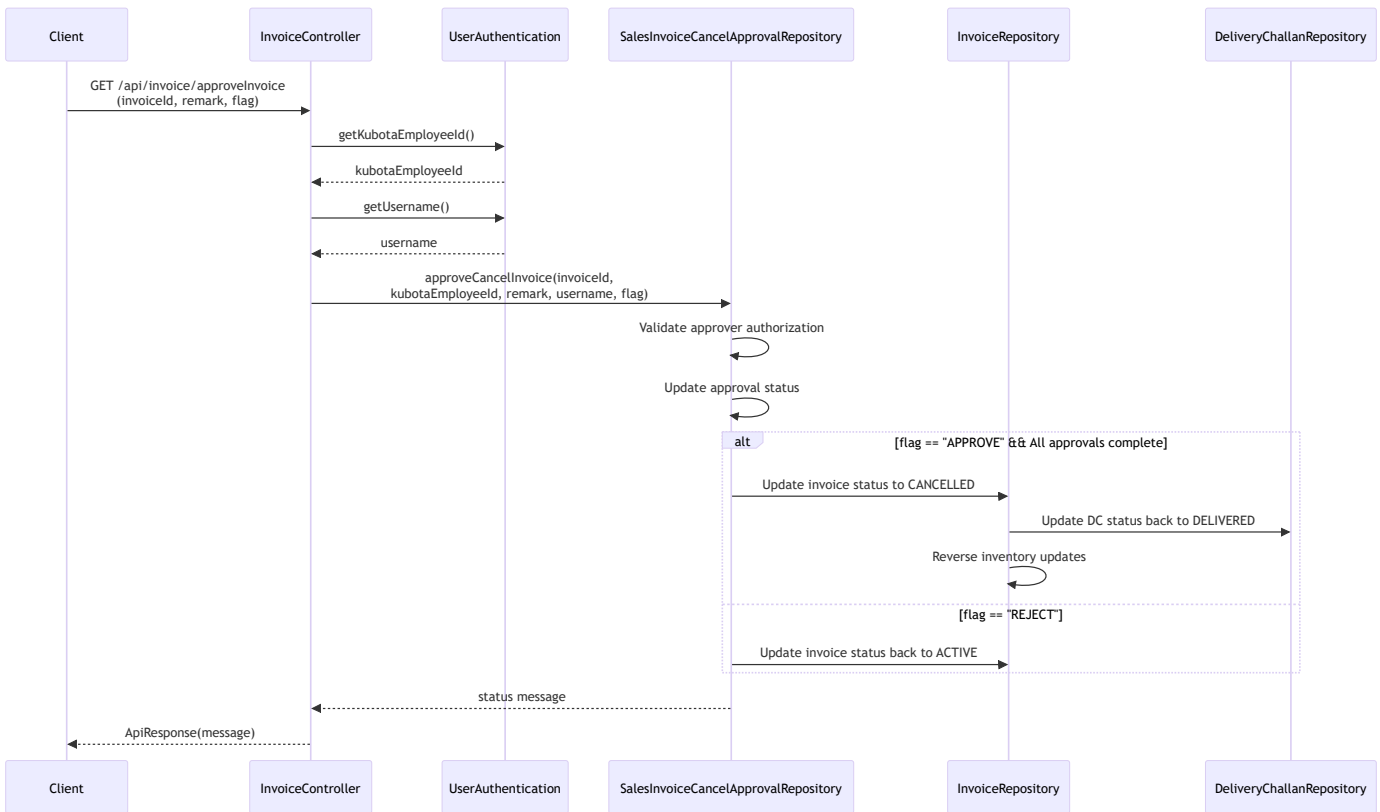 Client
InvoiceController
UserAuthentication
SalesInvoiceCancelApprovalRepository
InvoiceRepository
DeliveryChallanRepository
GET /api/invoice/approveInvoice
(invoiceId, remark, flag)
getKubotaEmployeeId()
kubotaEmployeeId
getUsername()
username
approveCancelInvoice(invoiceId,
kubotaEmployeeId, remark, username, flag)
Validate approver authorization
Update approval status
alt
[flag == "APPROVE" && All approvals complete]
Update invoice status to CANCELLED
Update DC status back to DELIVERED
Reverse inventory updates
[flag == "REJECT"]
Update invoice status back to ACTIVE
status message
ApiResponse(message)
Client
InvoiceController
UserAuthentication
SalesInvoiceCancelApprovalRepository
InvoiceRepository
DeliveryChallanRepository